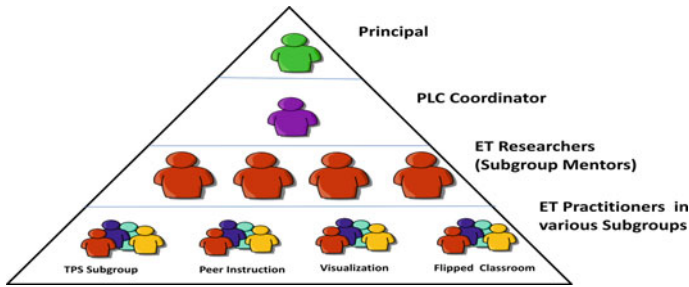 Principal
PLC Coordinator
ET Researchers
(Subgroup Mentors)
ET Practitioners in
various Subgroups
TPS Subgroup
Peer Instruction
Visualization
Flipped Classroom